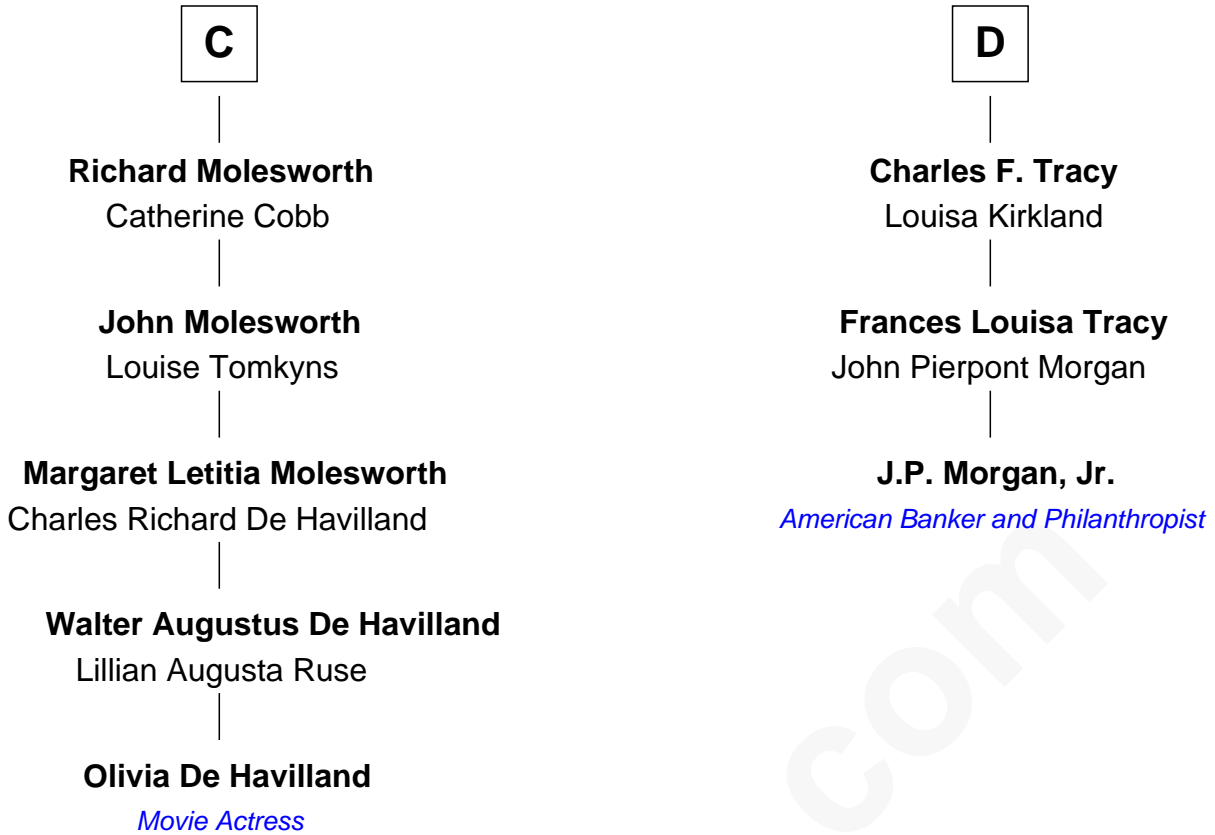 C
Richard Molesworth
Catherine Cobb
John Molesworth
Louise Tomkyns
Margaret Letitia Molesworth
Charles Richard De Havilland
Walter Augustus De Havilland
Lillian Augusta Ruse
Olivia De Havilland
Movie Actress
D
Charles F. Tracy
Louisa Kirkland
Frances Louisa Tracy
John Pierpont Morgan
J.P. Morgan, Jr.
American Banker and Philanthropist
com